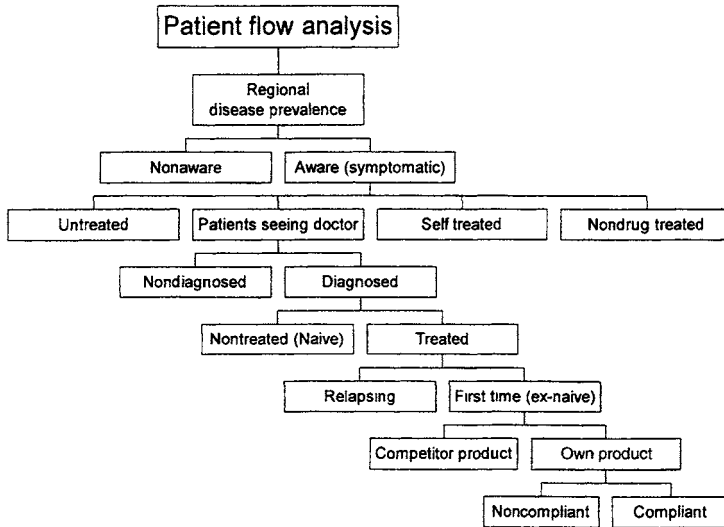 Patient flow analysis
Regional
disease prevalence
Nonaware
Aware (symptomatic)
Untreated
Patients seeing doctor
Self treated
Nondrug treated
Nondiagnosed
Diagnosed
Nontreated (Naive)
Treated
Relapsing
First time (ex-naive)
Competitor product
Own product
Noncompliant
Compliant